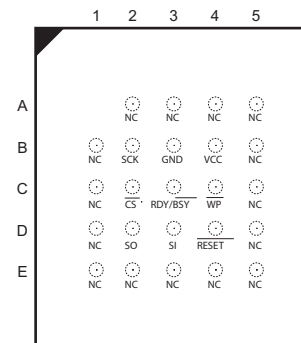 1 2 3 4 5
A
NC NC NC NC
B
NC SCK GND VCC NC
C
NC CS RDY/BSY WP NC
D
NC SO SI RESET NC
E
NC NC NC NC NC